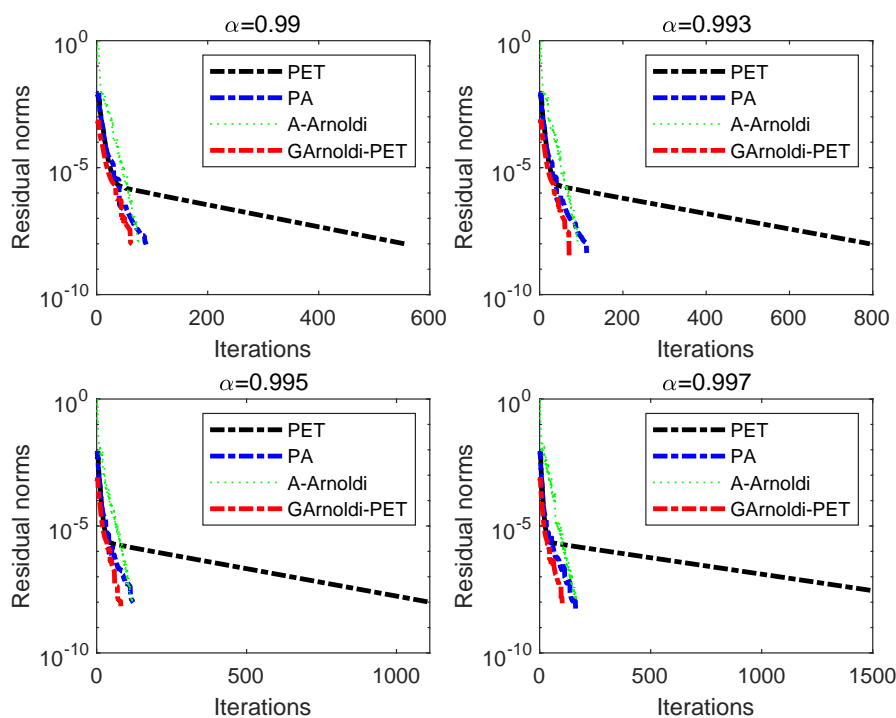 α=0.99
10^0
10^-5
10^-10
Residual norms
PET
PA
A-Arnoldi
GArnoldi-PET
0 200 400 600
Iterations
α=0.993
10^0
10^-5
10^-10
Residual norms
PET
PA
A-Arnoldi
GArnoldi-PET
0 200 400 600 800
Iterations
α=0.995
10^0
10^-5
10^-10
Residual norms
PET
PA
A-Arnoldi
GArnoldi-PET
0 500 1000
Iterations
α=0.997
10^0
10^-5
10^-10
Residual norms
PET
PA
A-Arnoldi
GArnoldi-PET
0 500 1000 1500
Iterations